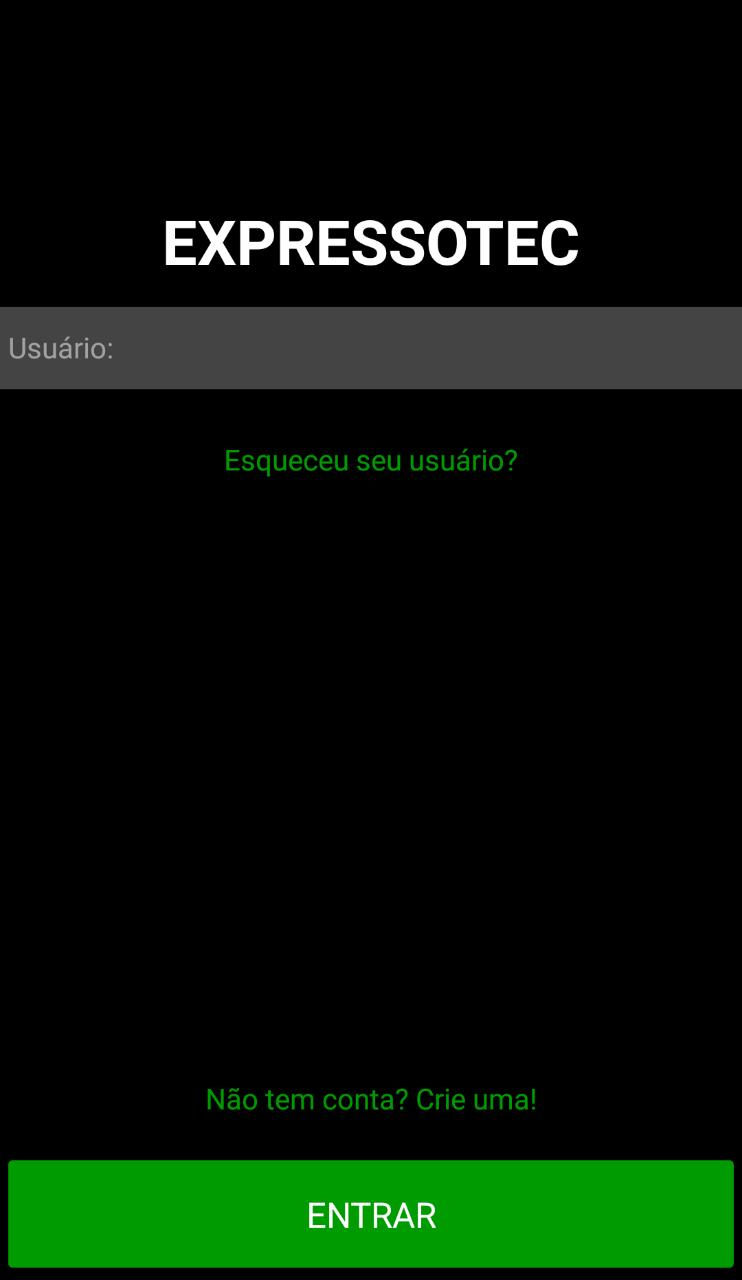 EXPRESSOTEC
Usuário:
Esqueceu seu usuário?
Não tem conta? Crie uma!
ENTRAR